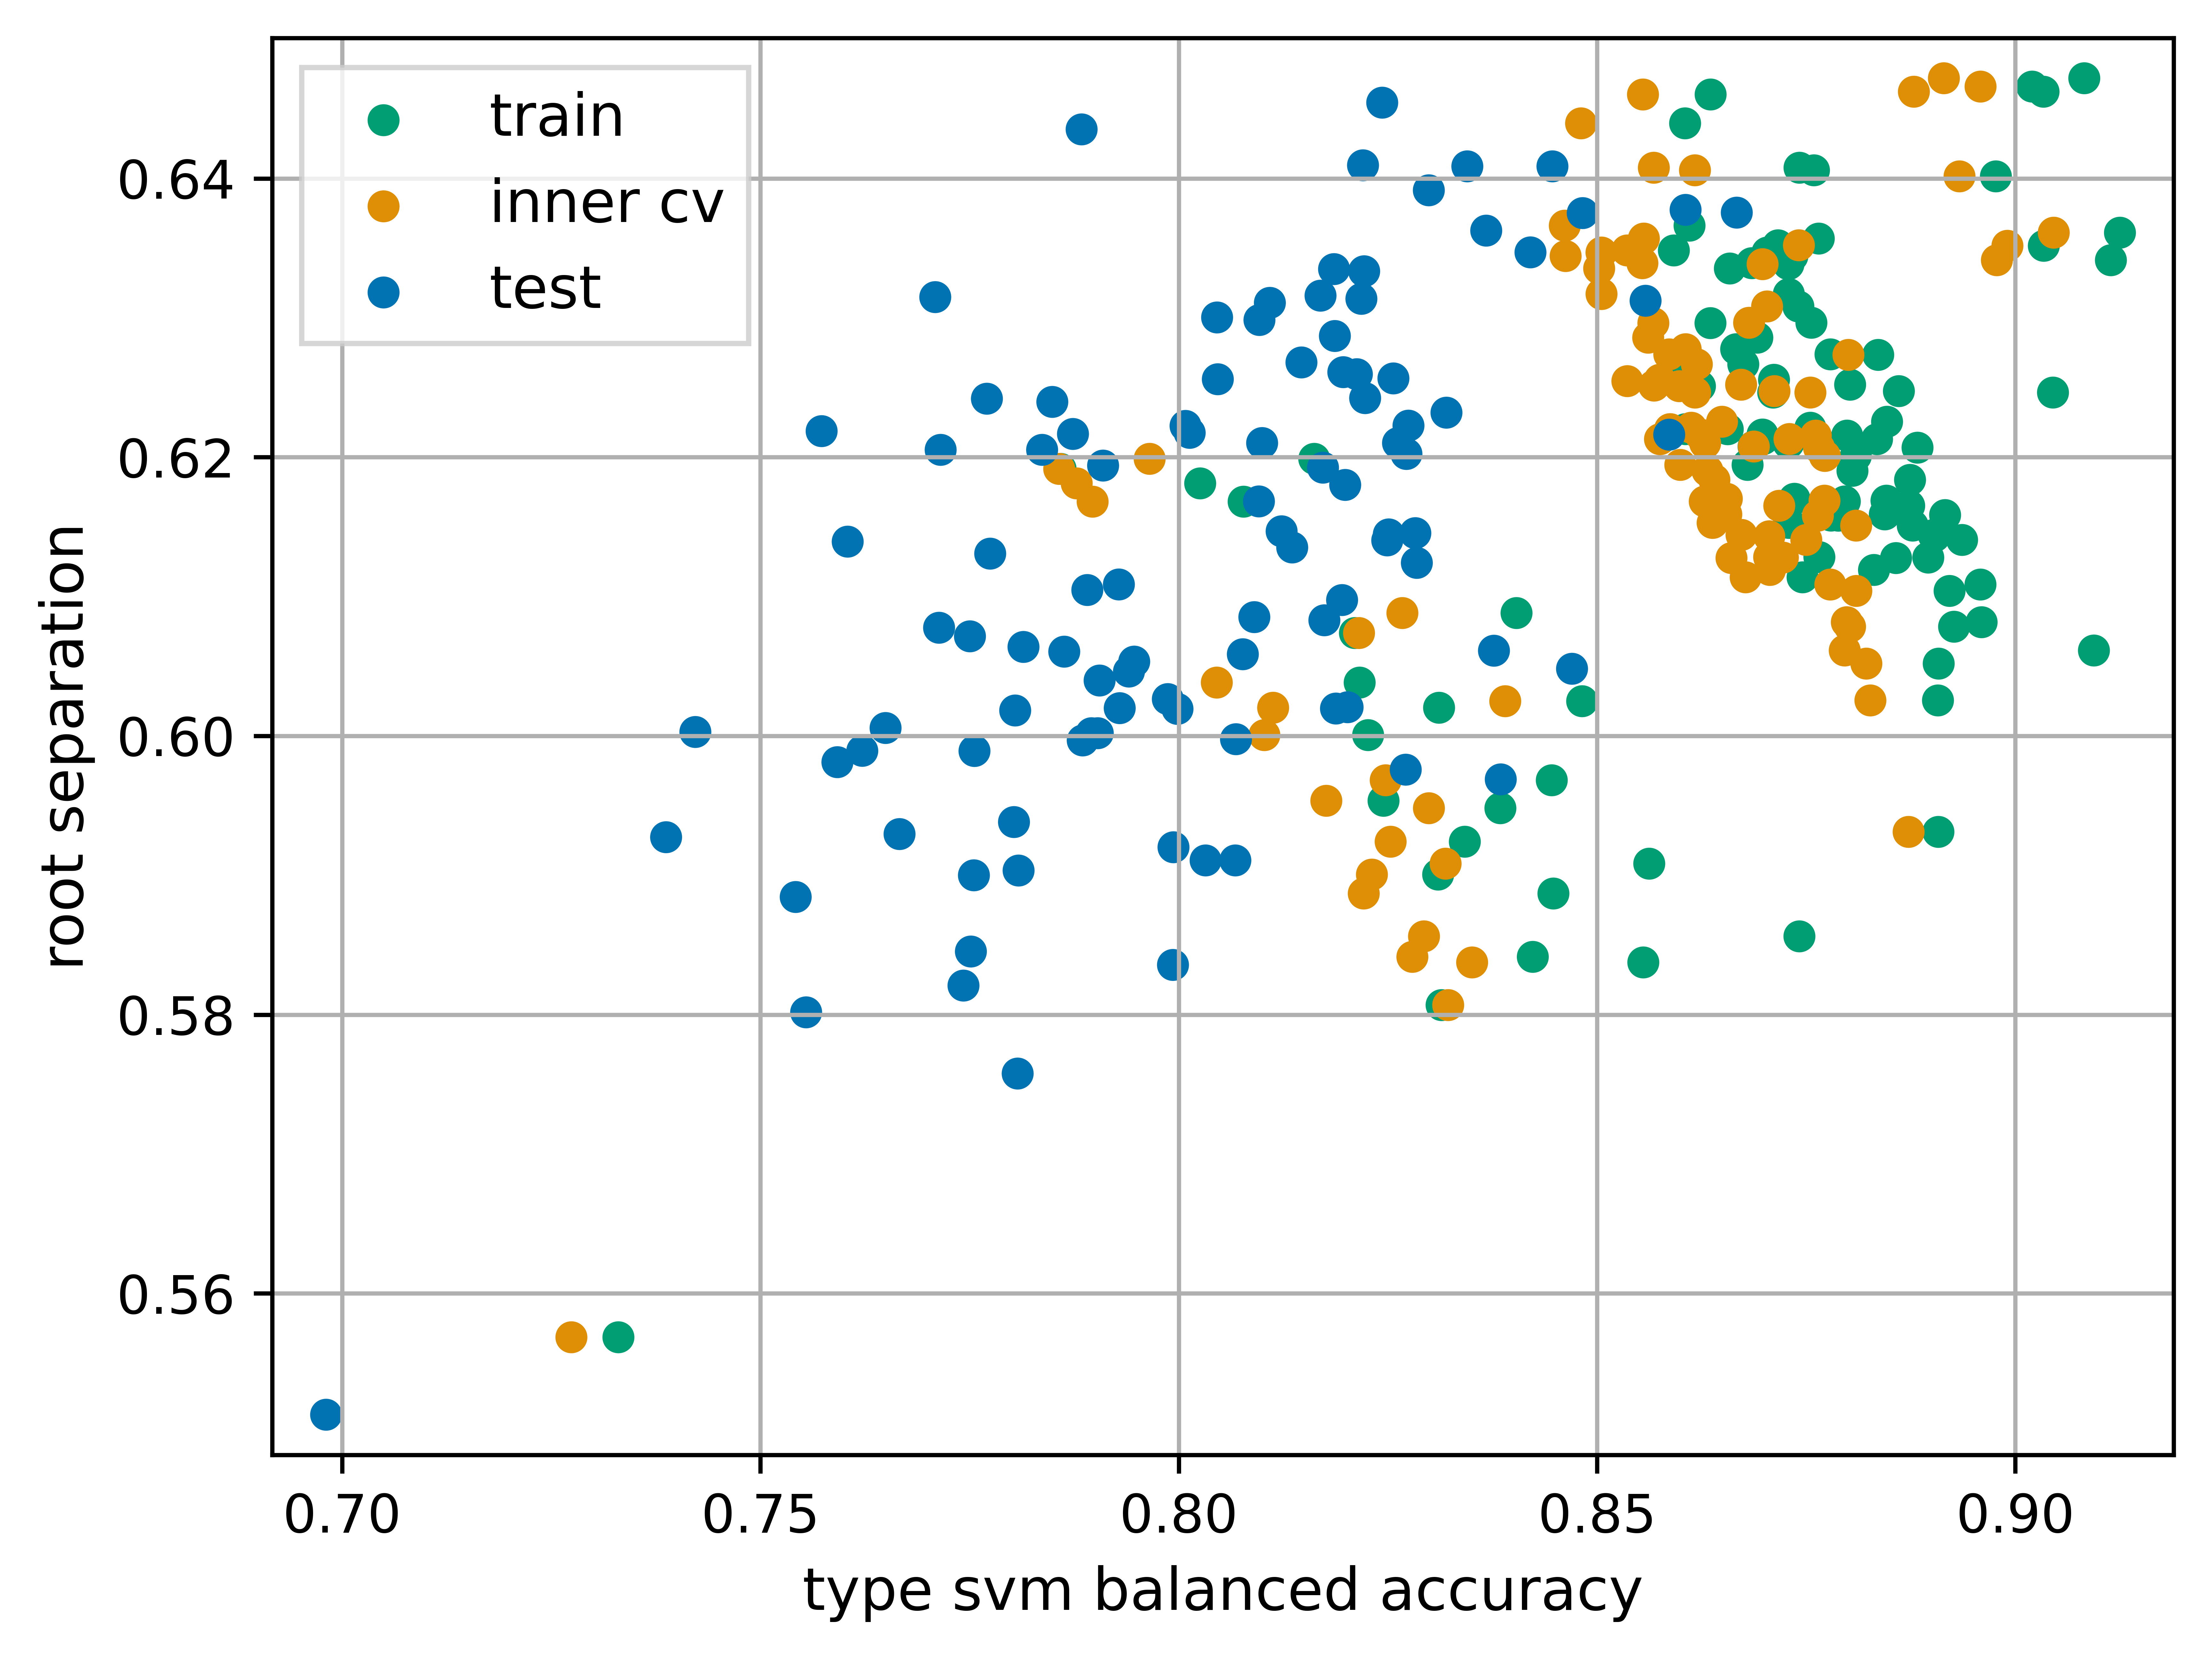 train
inner cv
test
0.64
0.62
0.60
0.58
0.56
root separation
0.70 0.75 0.80 0.85 0.90
type svm balanced accuracy